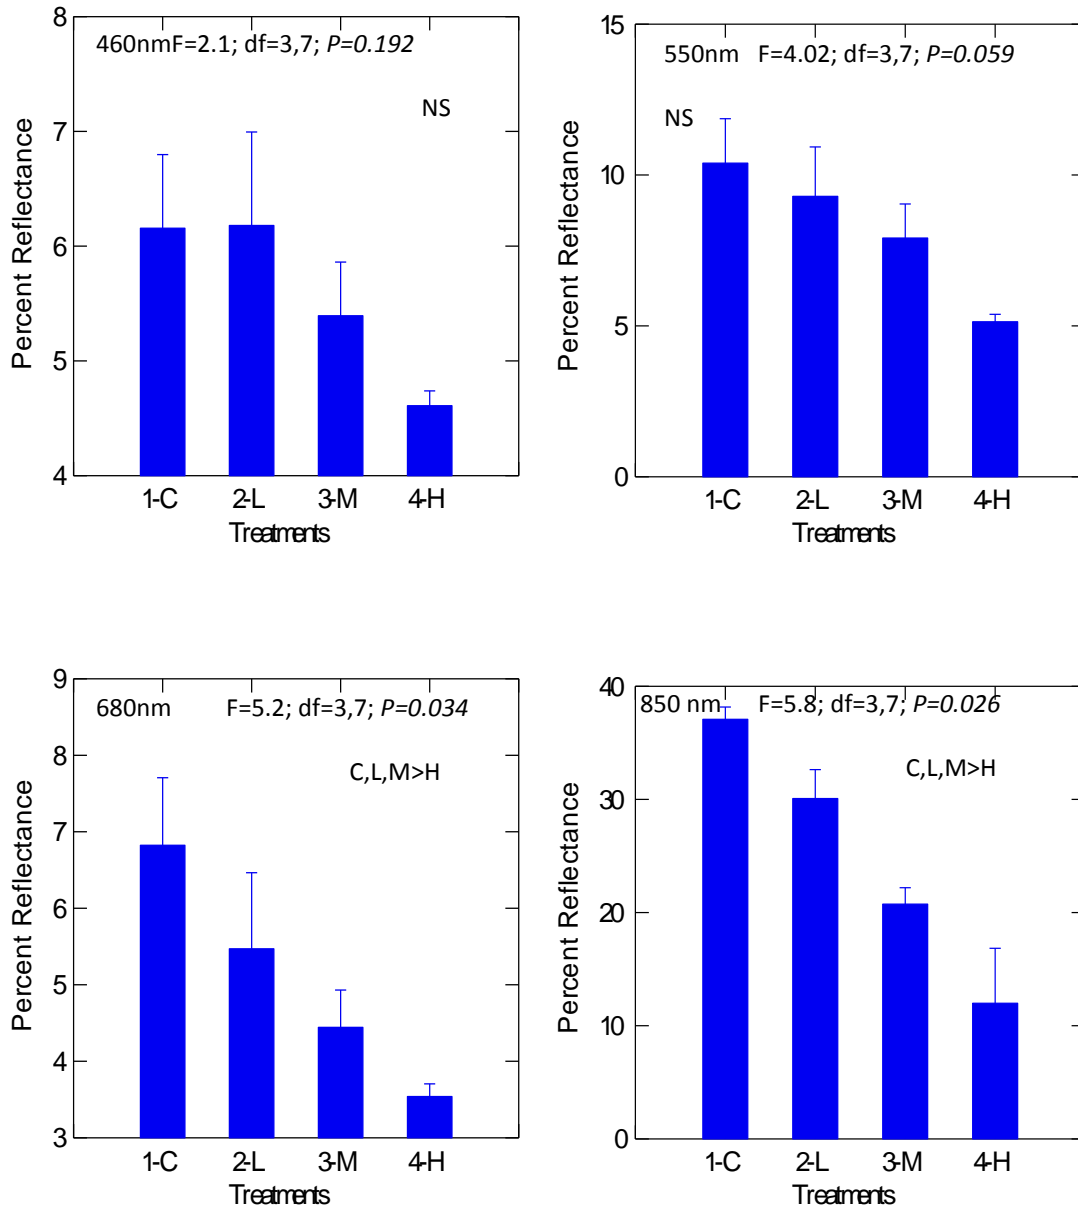 8
460nmF=2.1; df=3,7; P=0.192
NS
7
6
5
4
Percent Reflectance
1-C 2-L 3-M 4-H
Treatments
15
550nm F=4.02; df=3,7; P=0.059
NS
10
5
0
Percent Reflectance
1-C 2-L 3-M 4-H
Treatments
9
680nm F=5.2; df=3,7; P=0.034
8
C,L,M>H
7
6
5
4
3
Percent Reflectance
1-C 2-L 3-M 4-H
Treatments
40
850 nm F=5.8; df=3,7; P=0.026
C,L,M>H
30
20
10
0
Percent Reflectance
1-C 2-L 3-M 4-H
Treatments